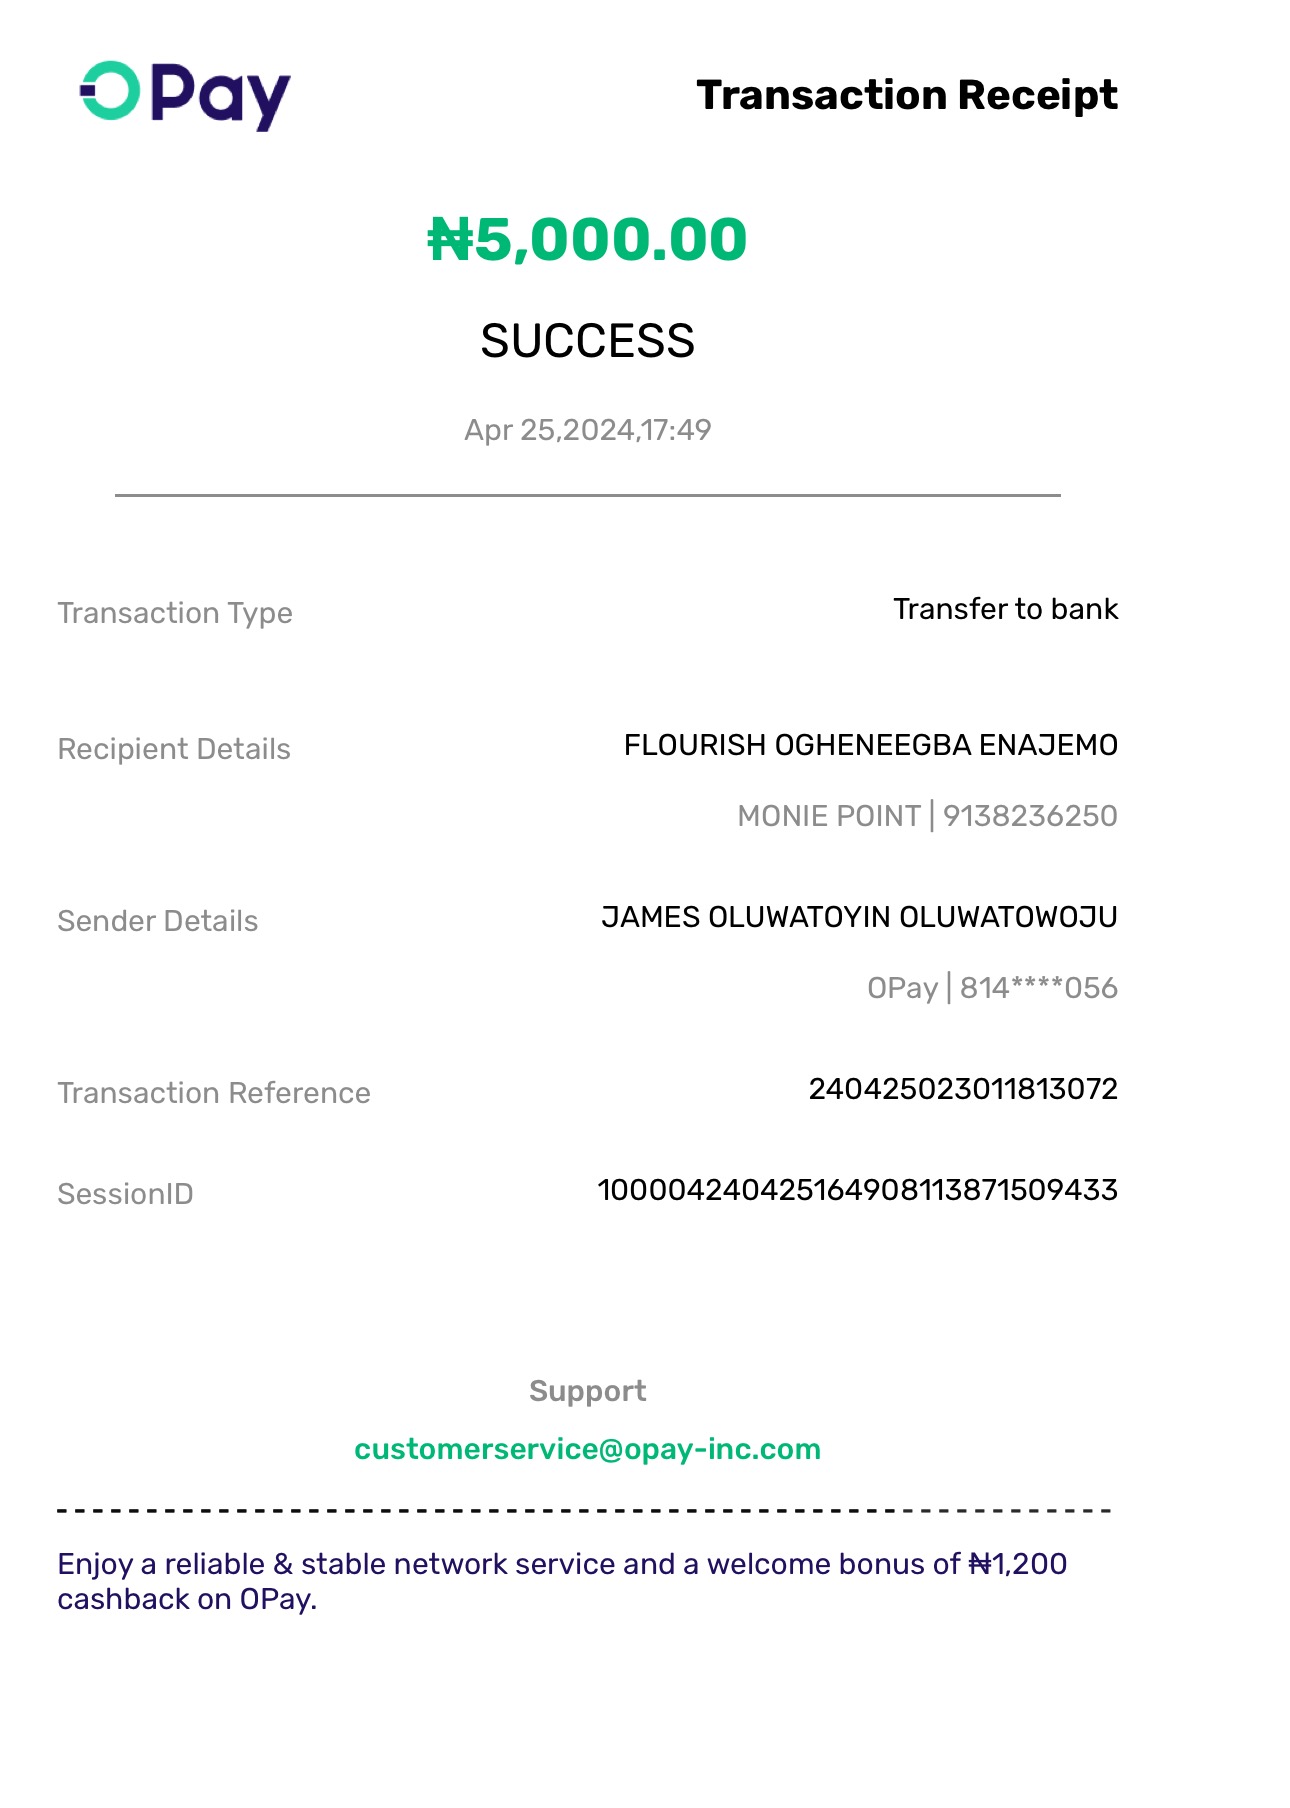 OPay
Transaction Receipt
₦5,000.00
SUCCESS
Apr 25,2024,17:49
Transaction Type
Transfer to bank
Recipient Details
FLOURISH OGHENEEGBA ENAJEMO
MONIE POINT | 9138236250
Sender Details
JAMES OLUWATOYIN OLUWATOWOJU
OPay | 814****056
Transaction Reference
240425023011813072
SessionID
100004240425164908113871509433
Support
customerservice@opay-inc.com
Enjoy a reliable & stable network service and a welcome bonus of ₦1,200
cashback on OPay.